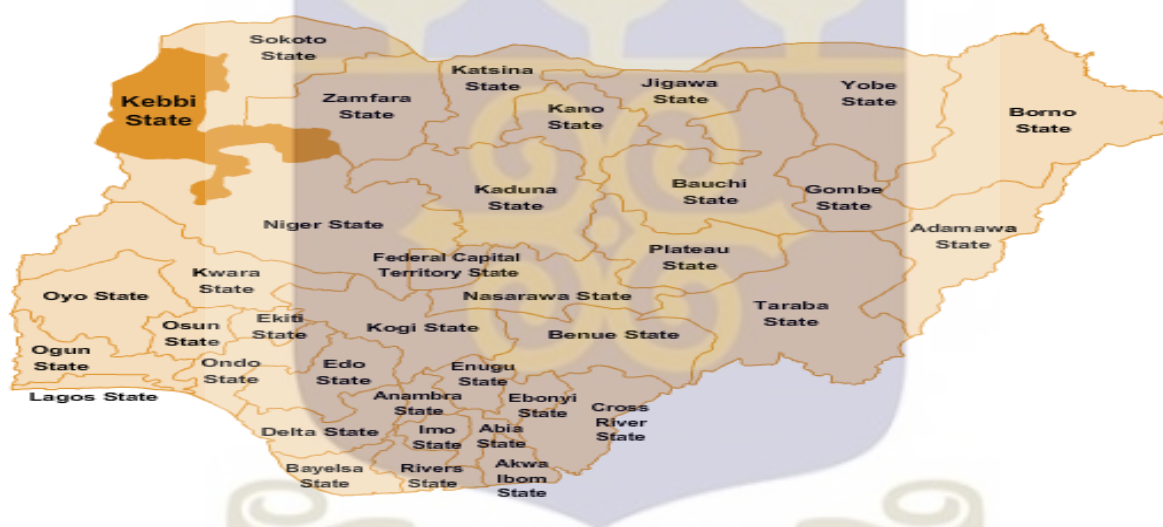 Sokoto
State
Kebbi
State
Zamfara
State
Katsina
State
Kano
State
Jigawa
State
Yobe
State
Borno
State
Kaduna
State
Bauchi
State
Gombe
State
Niger State
Adamawa
State
Federal Capital
Territory State
Plateau
State
Kwara
State
Oyo State
Nasarawa State
Taraba
State
Osun
State
Ekiti
State
Kogi State
Benue State
Ogun
State
Ondo
State
Edo
State
Enugu
State
Lagos State
Anambra
State
Ebonyi
State
Cross
River
State
Delta State
Imo
State
Abia
State
Bayelsa
State
Rivers
State
Akwa
Ibom
State